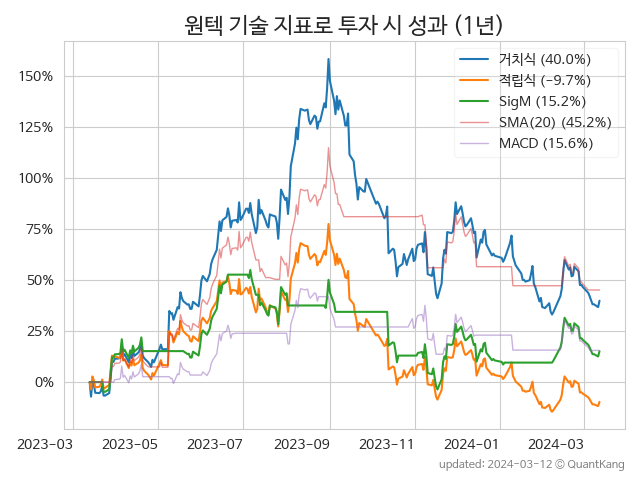 원텍 기술 지표로 투자 시 성과 (1년)
거치식 (40.0%)
적립식 (−9.7%)
SigM (15.2%)
SMA(20) (45.2%)
MACD (15.6%)
150%
125%
100%
75%
50%
25%
0%
2023-03
2023-05
2023-07
2023-09
2023-11
2024-01
2024-03
updated: 2024-03-12 © QuantKang